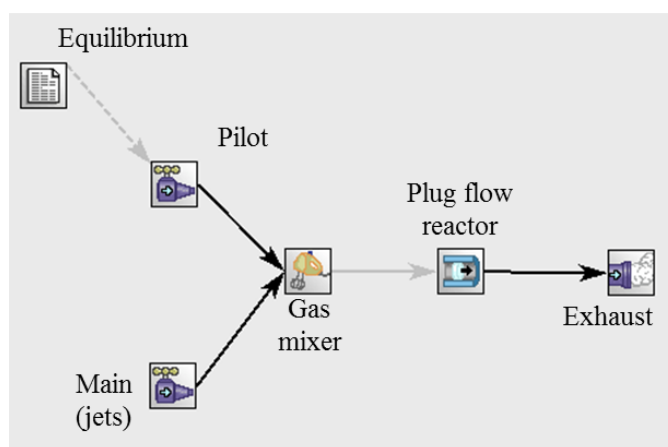 Equilibrium
Pilot
Plug flow
reactor
Gas
mixer
Exhaust
Main
(jets)